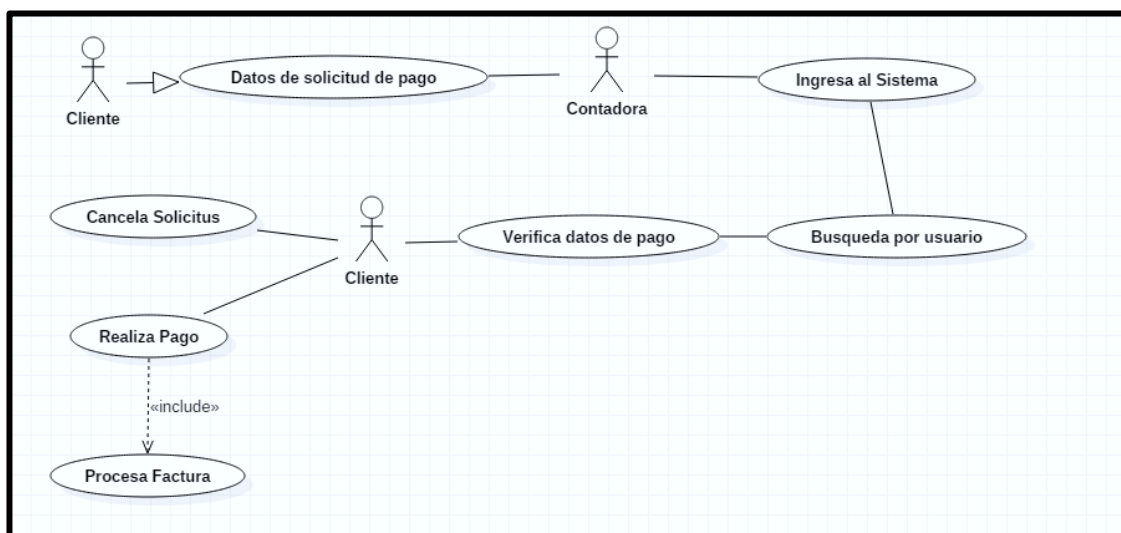 Datos de solicitud de pago
Ingresa al Sistema
Cliente
Contadora
Cancela Solicitus
Verifica datos de pago
Busqueda por usuario
Cliente
Realiza Pago
«include»
Procesa Factura